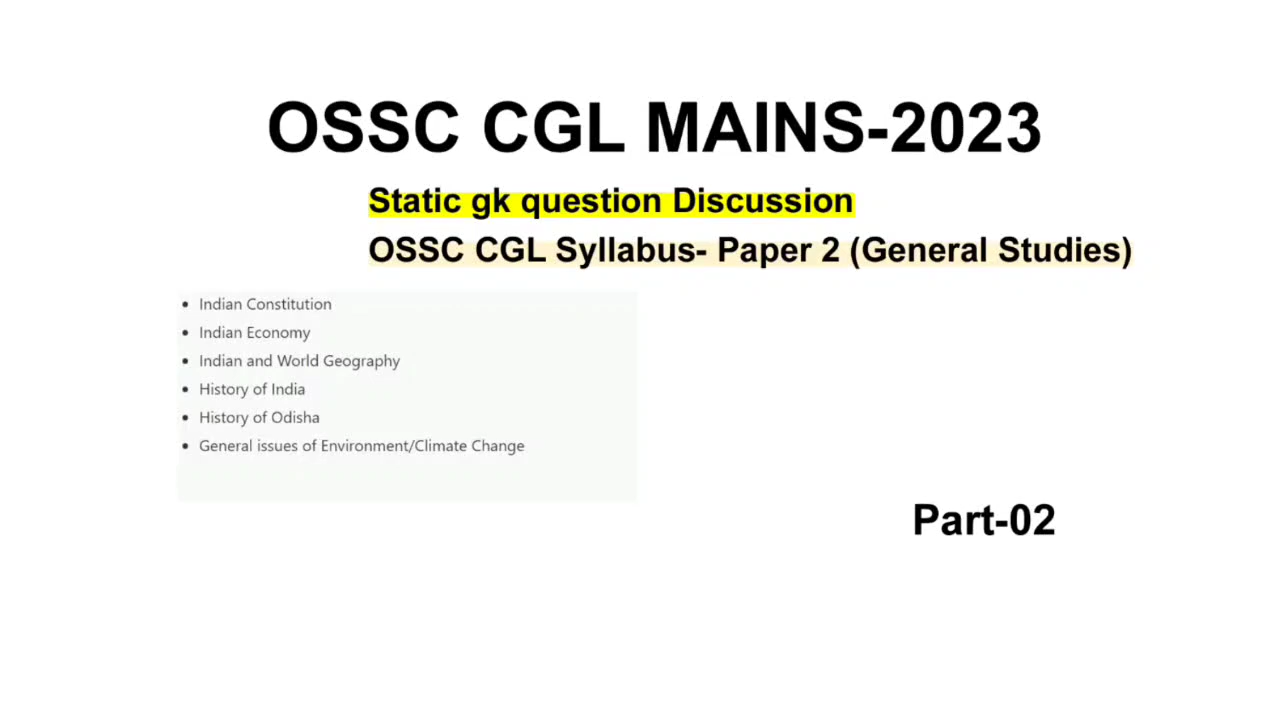 OSSC CGL MAINS-2023
Static gk question Discussion
OSSC CGL Syllabus- Paper 2 (General Studies)
• Indian Constitution
• Indian Economy
• Indian and World Geography
• History of India
• History of Odisha
• General issues of Environment/Climate Change
Part-02